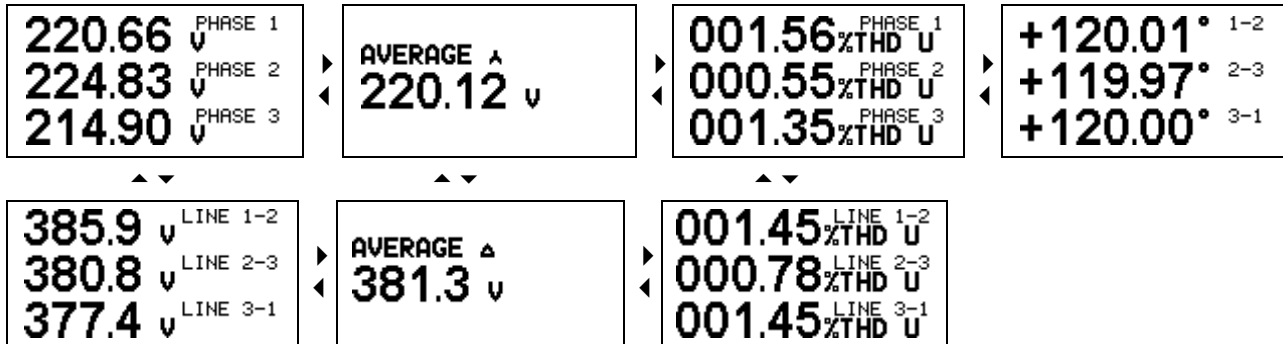 220.66 V PHASE 1
224.83 V PHASE 2
214.90 V PHASE 3
AVERAGE ⅄
220.12 V
001.56 %THD U PHASE 1
000.55 %THD U PHASE 2
001.35 %THD U PHASE 3
+120.01° 1-2
+119.97° 2-3
+120.00° 3-1
385.9 V LINE 1-2
380.8 V LINE 2-3
377.4 V LINE 3-1
AVERAGE △
381.3 V
001.45 %THD U LINE 1-2
000.78 %THD U LINE 2-3
001.45 %THD U LINE 3-1